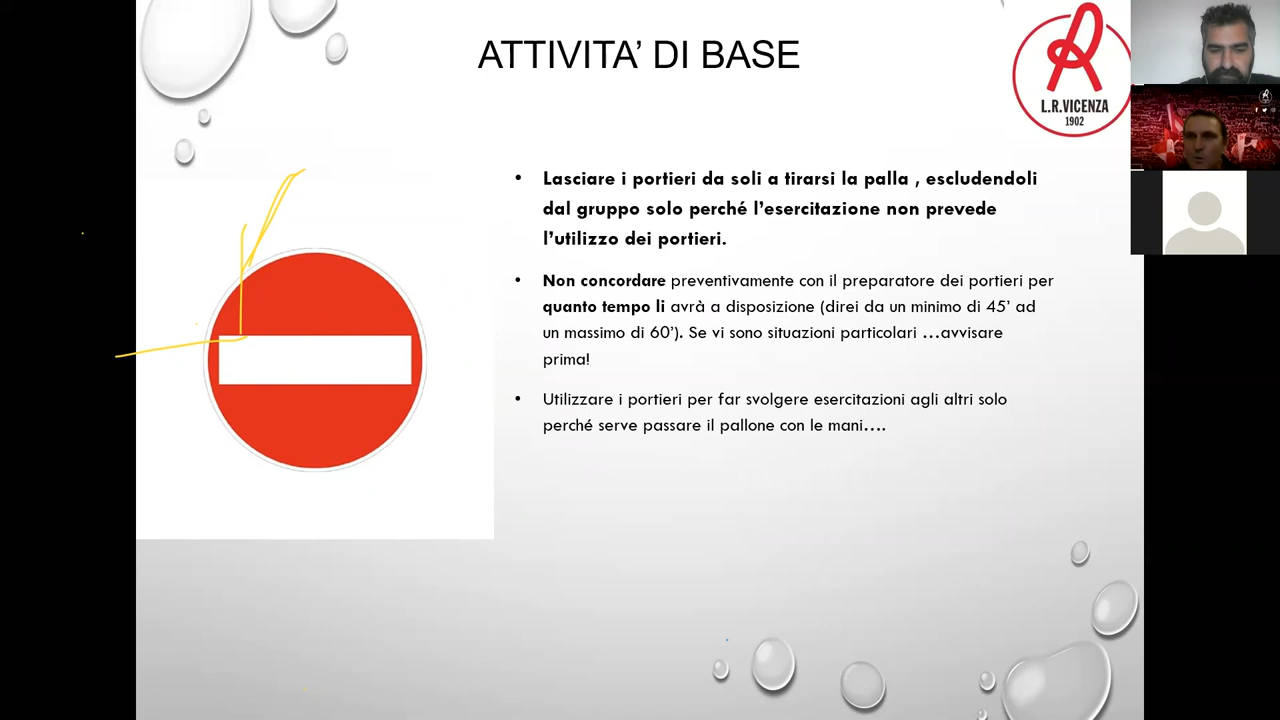 ATTIVITA’ DI BASE
L.R.VICENZA
1902
• Lasciare i portieri da soli a tirarsi la palla , escludendoli
dal gruppo solo perché l’esercitazione non prevede
l’utilizzo dei portieri.
• Non concordare preventivamente con il preparatore dei portieri per
quanto tempo li avrà a disposizione (direi da un minimo di 45’ ad
un massimo di 60’). Se vi sono situazioni particolari …avvisare
prima!
• Utilizzare i portieri per far svolgere esercitazioni agli altri solo
perché serve passare il pallone con le mani….